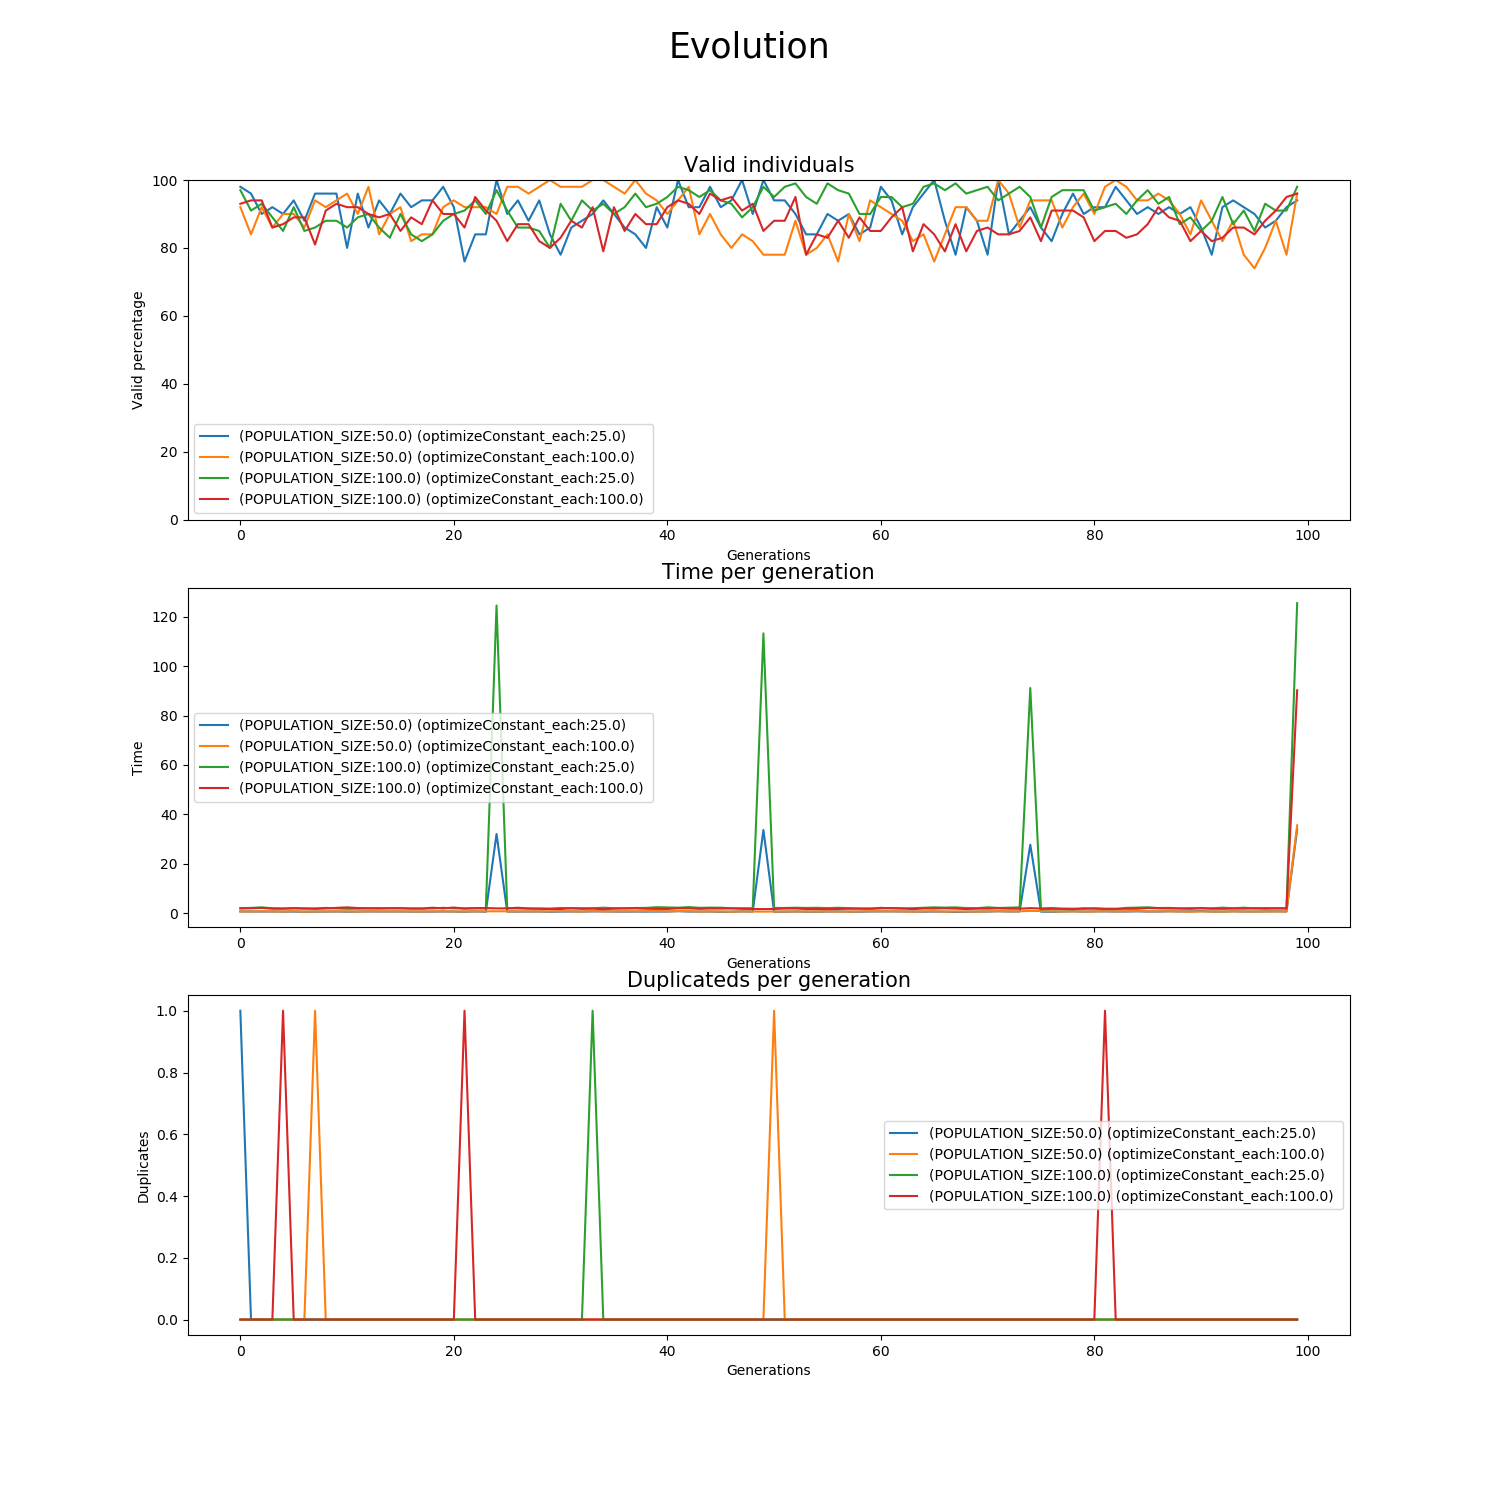 Evolution
Valid individuals
100
80
60
40
20
0
Valid percentage
(POPULATION_SIZE:50.0) (optimizeConstant_each:25.0)
(POPULATION_SIZE:50.0) (optimizeConstant_each:100.0)
(POPULATION_SIZE:100.0) (optimizeConstant_each:25.0)
(POPULATION_SIZE:100.0) (optimizeConstant_each:100.0)
0 20 40 60 80 100
Generations
Time per generation
120
100
80
60
40
20
0
Time
(POPULATION_SIZE:50.0) (optimizeConstant_each:25.0)
(POPULATION_SIZE:50.0) (optimizeConstant_each:100.0)
(POPULATION_SIZE:100.0) (optimizeConstant_each:25.0)
(POPULATION_SIZE:100.0) (optimizeConstant_each:100.0)
0 20 40 60 80 100
Generations
Duplicateds per generation
1.0
0.8
0.6
0.4
0.2
0.0
Duplicates
(POPULATION_SIZE:50.0) (optimizeConstant_each:25.0)
(POPULATION_SIZE:50.0) (optimizeConstant_each:100.0)
(POPULATION_SIZE:100.0) (optimizeConstant_each:25.0)
(POPULATION_SIZE:100.0) (optimizeConstant_each:100.0)
0 20 40 60 80 100
Generations